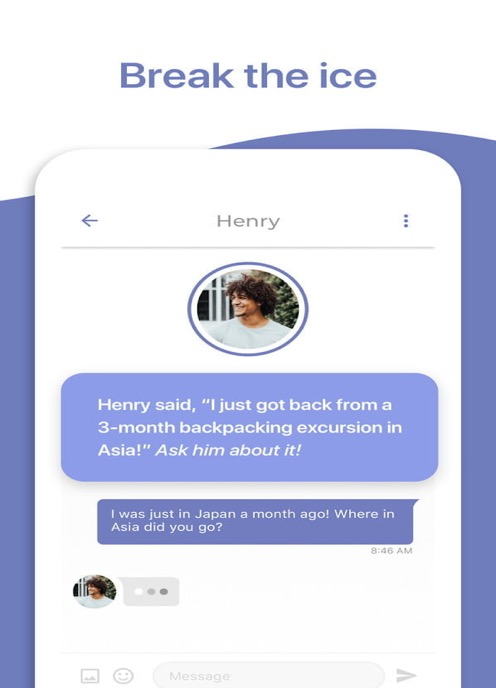 Break the ice
Henry
Henry said, “I just got back from a
3-month backpacking excursion in
Asia!” Ask him about it!
I was just in Japan a month ago! Where in
Asia did you go?
8:46 AM
Message